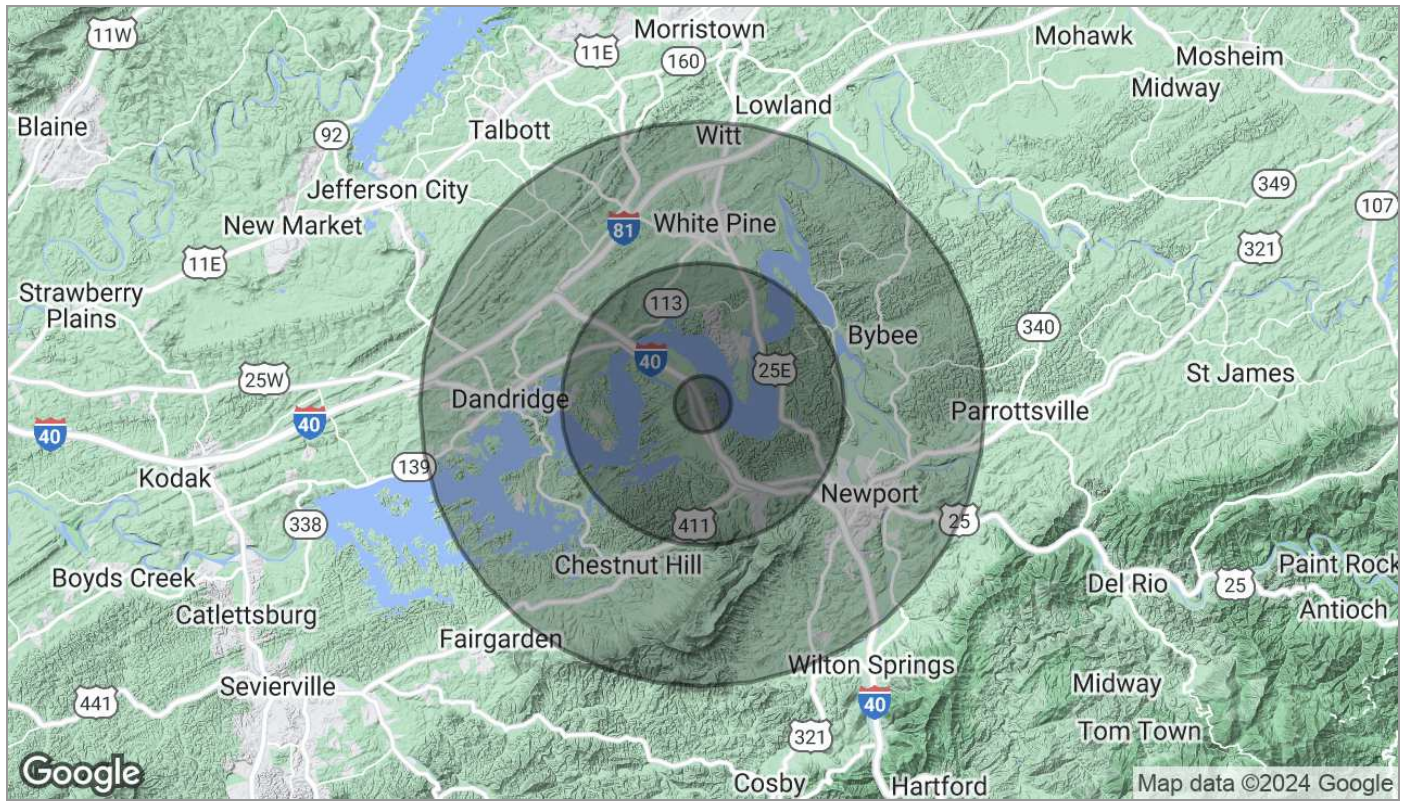 11W
Morristown
11E
160
Mohawk
Mosheim
Midway
Lowland
Blaine
92
Talbott
Witt
Jefferson City
349
107
New Market
White Pine
81
321
11E
Strawberry
Plains
113
340
Bybee
40
25E
25W
St James
Dandridge
Parrottsville
40
40
139
Kodak
Newport
338
411
25
Chestnut Hill
Boyds Creek
Del Rio
25
Paint Rock
Antioch
Catlettsburg
Fairgarden
Wilton Springs
Sevierville
Midway
441
40
321
Tom Town
Google
Cosby
Hartford
Map data ©2024 Google